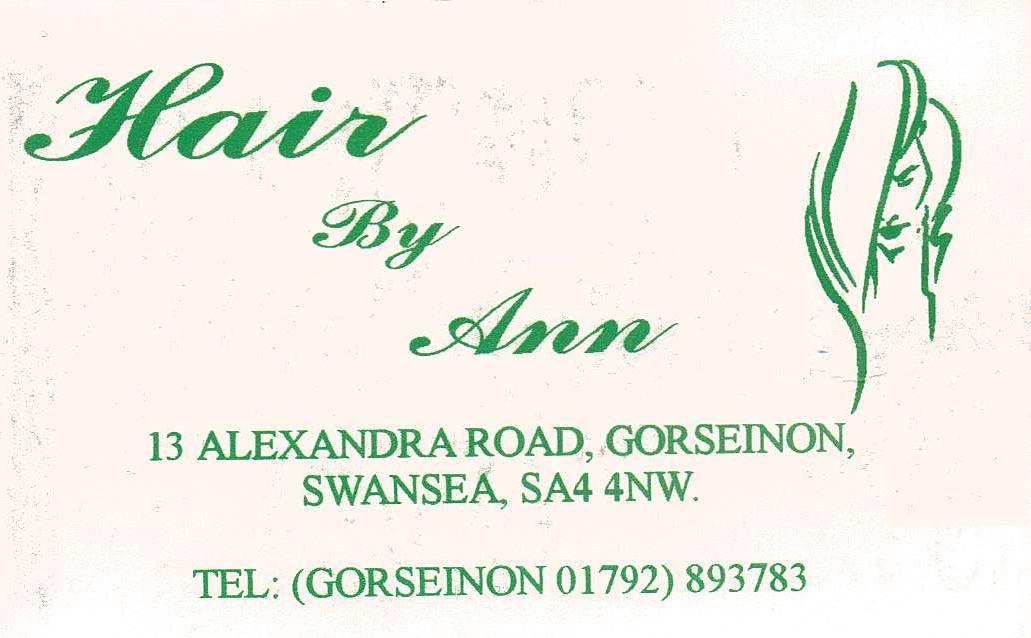 Hair
By
Ann
13 ALEXANDRA ROAD, GORSEINON,
SWANSEA, SA4 4NW.
TEL: (GORSEINON 01792) 893783